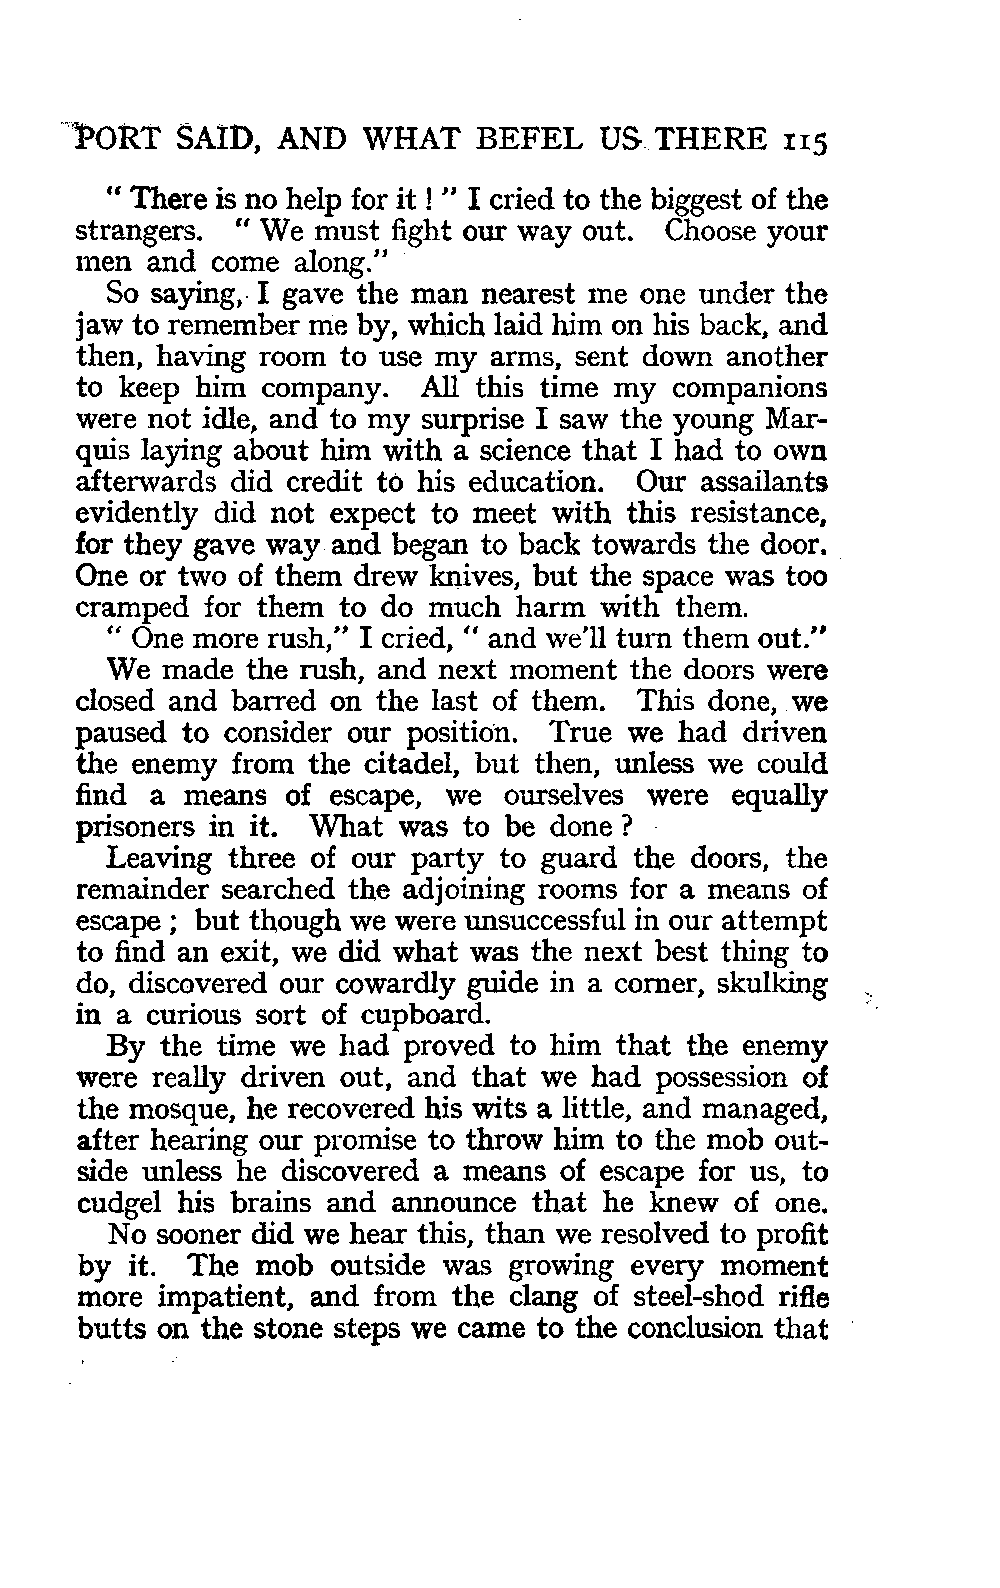 PORT SAID, AND WHAT BEFEL US THERE 115
“ There is no help for it ! ” I cried to the biggest of the
strangers. “ We must fight our way out. Choose your
men and come along.”
So saying, I gave the man nearest me one under the
jaw to remember me by, which laid him on his back, and
then, having room to use my arms, sent down another
to keep him company. All this time my companions
were not idle, and to my surprise I saw the young Mar-
quis laying about him with a science that I had to own
afterwards did credit to his education. Our assailants
evidently did not expect to meet with this resistance,
for they gave way and began to back towards the door.
One or two of them drew knives, but the space was too
cramped for them to do much harm with them.
“ One more rush,” I cried, “ and we’ll turn them out.”
We made the rush, and next moment the doors were
closed and barred on the last of them. This done, we
paused to consider our position. True we had driven
the enemy from the citadel, but then, unless we could
find a means of escape, we ourselves were equally
prisoners in it. What was to be done ?
Leaving three of our party to guard the doors, the
remainder searched the adjoining rooms for a means of
escape ; but though we were unsuccessful in our attempt
to find an exit, we did what was the next best thing to
do, discovered our cowardly guide in a corner, skulking
in a curious sort of cupboard.
By the time we had proved to him that the enemy
were really driven out, and that we had possession of
the mosque, he recovered his wits a little, and managed,
after hearing our promise to throw him to the mob out-
side unless he discovered a means of escape for us, to
cudgel his brains and announce that he knew of one.
No sooner did we hear this, than we resolved to profit
by it. The mob outside was growing every moment
more impatient, and from the clang of steel-shod rifle
butts on the stone steps we came to the conclusion that